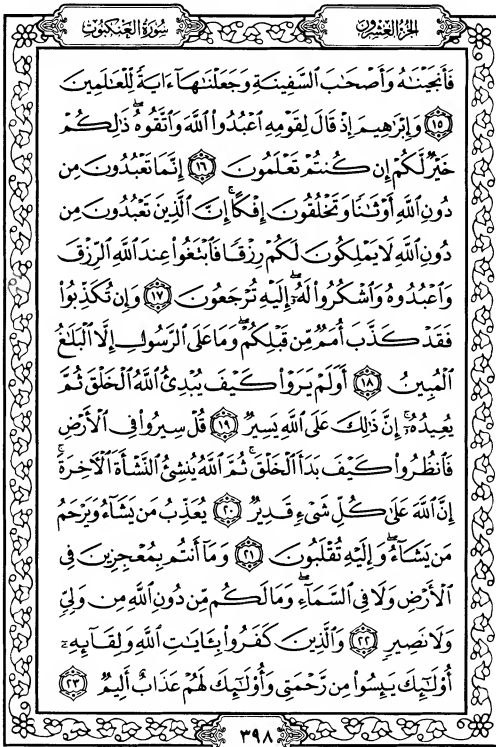 سورة العنكبوت
الجزء العشرون
فَأَنجَيْنَـٰهُ وَأَصْحَـٰبَ ٱلسَّفِينَةِ وَجَعَلْنَـٰهَآ ءَايَةً لِّلْعَـٰلَمِينَ
﴿١٥﴾ وَإِبْرَٰهِيمَ إِذْ قَالَ لِقَوْمِهِ ٱعْبُدُوا۟ ٱللَّهَ وَٱتَّقُوهُ ۖ ذَٰلِكُمْ
خَيْرٌ لَّكُمْ إِن كُنتُمْ تَعْلَمُونَ ﴿١٦﴾ إِنَّمَا تَعْبُدُونَ مِن
دُونِ ٱللَّهِ أَوْثَـٰنًا وَتَخْلُقُونَ إِفْكًا ۚ إِنَّ ٱلَّذِينَ تَعْبُدُونَ مِن
دُونِ ٱللَّهِ لَا يَمْلِكُونَ لَكُمْ رِزْقًا فَٱبْتَغُوا۟ عِندَ ٱللَّهِ ٱلرِّزْقَ
وَٱعْبُدُوهُ وَٱشْكُرُوا۟ لَهُۥٓ ۖ إِلَيْهِ تُرْجَعُونَ ﴿١٧﴾ وَإِن تُكَذِّبُوا۟
فَقَدْ كَذَّبَ أُمَمٌ مِّن قَبْلِكُمْ ۖ وَمَا عَلَى ٱلرَّسُولِ إِلَّا ٱلْبَلَـٰغُ
ٱلْمُبِينُ ﴿١٨﴾ أَوَلَمْ يَرَوْا۟ كَيْفَ يُبْدِئُ ٱللَّهُ ٱلْخَلْقَ ثُمَّ
يُعِيدُهُۥٓ ۚ إِنَّ ذَٰلِكَ عَلَى ٱللَّهِ يَسِيرٌ ﴿١٩﴾ قُلْ سِيرُوا۟ فِى ٱلْأَرْضِ
فَٱنظُرُوا۟ كَيْفَ بَدَأَ ٱلْخَلْقَ ۚ ثُمَّ ٱللَّهُ يُنشِئُ ٱلنَّشْأَةَ ٱلْـَٔاخِرَةَ ۚ
إِنَّ ٱللَّهَ عَلَىٰ كُلِّ شَىْءٍ قَدِيرٌ ﴿٢٠﴾ يُعَذِّبُ مَن يَشَآءُ وَيَرْحَمُ
مَن يَشَآءُ ۖ وَإِلَيْهِ تُقْلَبُونَ ﴿٢١﴾ وَمَآ أَنتُم بِمُعْجِزِينَ فِى
ٱلْأَرْضِ وَلَا فِى ٱلسَّمَآءِ ۖ وَمَا لَكُم مِّن دُونِ ٱللَّهِ مِن وَلِىٍّ
وَلَا نَصِيرٍ ﴿٢٢﴾ وَٱلَّذِينَ كَفَرُوا۟ بِـَٔايَـٰتِ ٱللَّهِ وَلِقَآئِهِۦٓ
أُو۟لَـٰٓئِكَ يَئِسُوا۟ مِن رَّحْمَتِى وَأُو۟لَـٰٓئِكَ لَهُمْ عَذَابٌ أَلِيمٌ ﴿٢٣﴾
٣٩٨